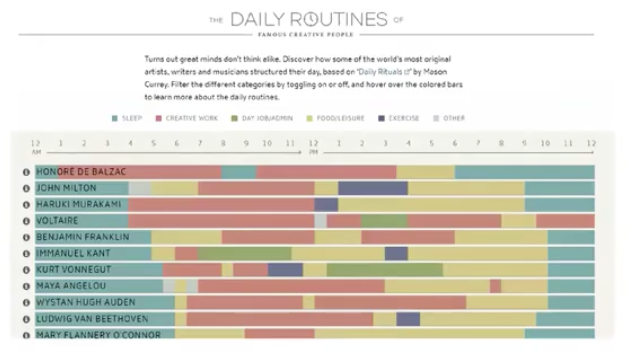 THE DAILY ROUTINES OF
FAMOUS CREATIVE PEOPLE
Turns out great minds don't think alike. Discover how some of the world's most original
artists, writers and musicians structured their day, based on 'Daily Rituals' by Mason
Currey. Filter the different categories by toggling on or off, and hover over the colored bars
to learn more about the daily routines.
SLEEP CREATIVE WORK DAY JOB/ADMIN FOOD/LEISURE EXERCISE OTHER
12 1 2 3 4 5 6 7 8 9 10 11 12 1 2 3 4 5 6 7 8 9 10 11 12
AM PM
HONORÉ DE BALZAC
JOHN MILTON
HARUKI MURAKAMI
VOLTAIRE
BENJAMIN FRANKLIN
IMMANUEL KANT
KURT VONNEGUT
MAYA ANGELOU
WYSTAN HUGH AUDEN
LUDWIG VAN BEETHOVEN
MARY FLANNERY O'CONNOR